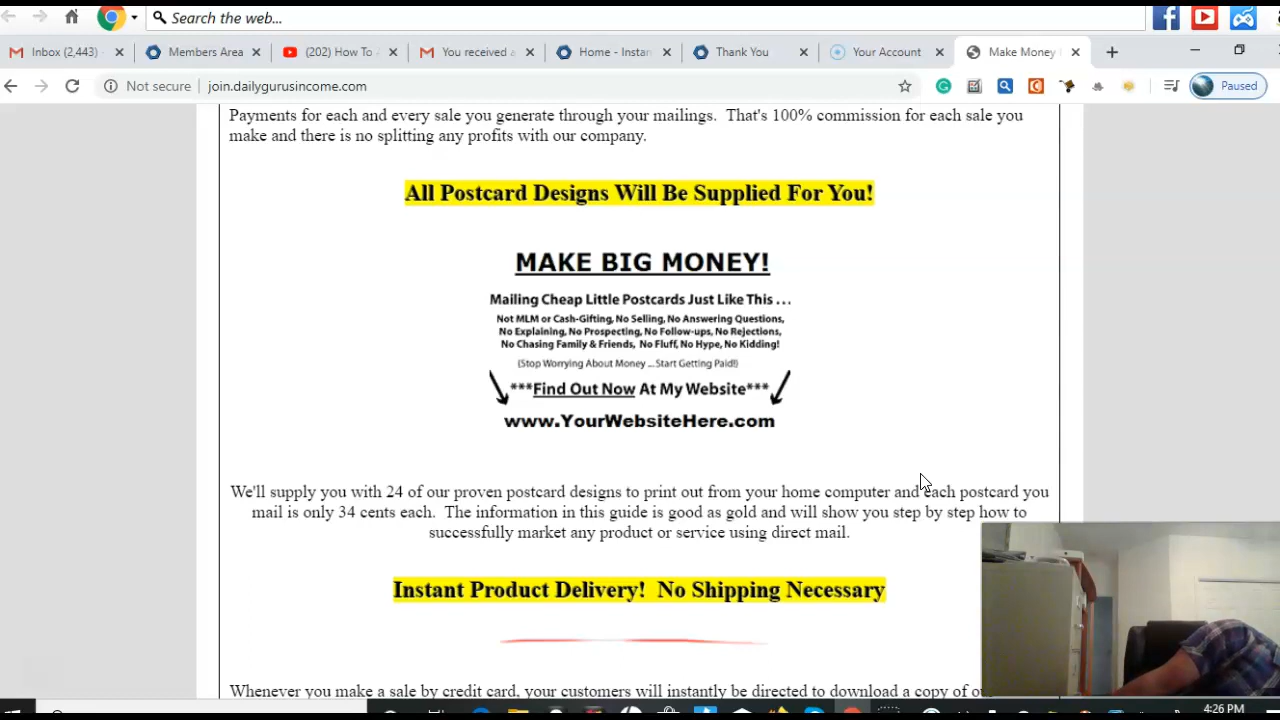 Search the web...
Inbox (2,443)
Members Area
(202) How To
You received a
Home - Instan
Thank You
Your Account
Make Money
Not secure
join.dailygurusincome.com
Paused
Payments for each and every sale you generate through your mailings. That's 100% commission for each sale you
make and there is no splitting any profits with our company.
All Postcard Designs Will Be Supplied For You!
MAKE BIG MONEY!
Mailing Cheap Little Postcards Just Like This ...
Not MLM or Cash-Gifting, No Selling, No Answering Questions,
No Explaining, No Prospecting, No Follow-ups, No Rejections,
No Chasing Family & Friends, No Fluff, No Hype, No Kidding!
(Stop Worrying About Money ...Start Getting Paid!)
***Find Out Now At My Website***
www.YourWebsiteHere.com
We'll supply you with 24 of our proven postcard designs to print out from your home computer and each postcard you
mail is only 34 cents each. The information in this guide is good as gold and will show you step by step how to
successfully market any product or service using direct mail.
Instant Product Delivery! No Shipping Necessary
Whenever you make a sale by credit card, your customers will instantly be directed to download a copy of
4:26 PM